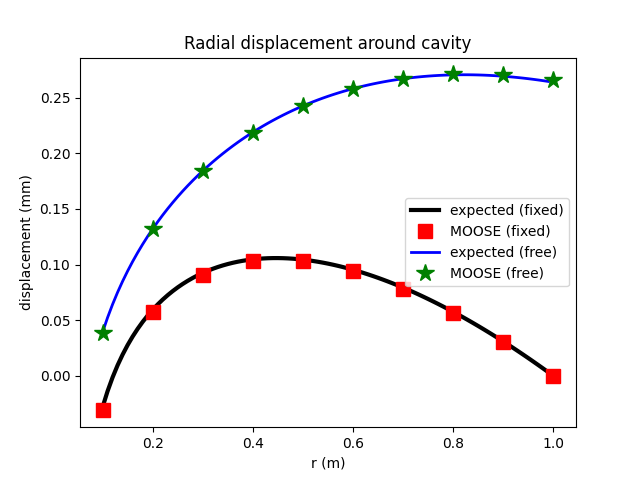 Radial displacement around cavity
displacement (mm)
0.25
0.20
0.15
0.10
0.05
0.00
expected (fixed)
MOOSE (fixed)
expected (free)
MOOSE (free)
0.2 0.4 0.6 0.8 1.0
r (m)